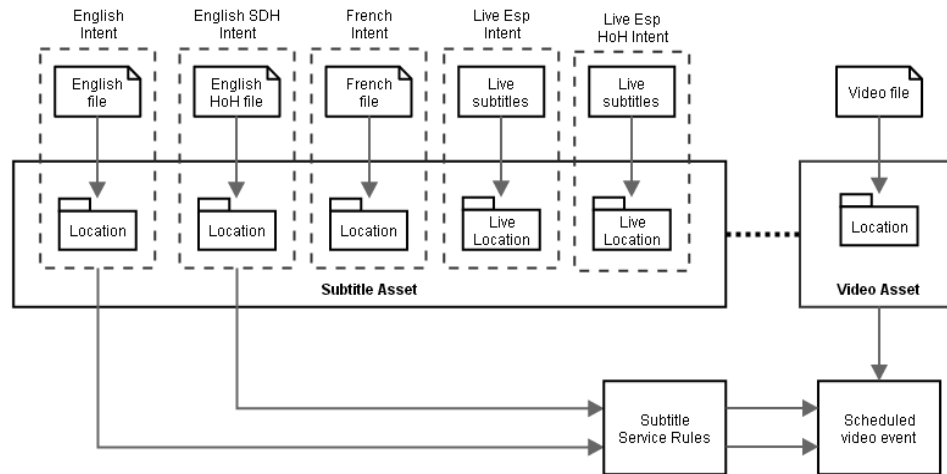 English
Intent
English SDH
Intent
French
Intent
Live Esp
Intent
Live Esp
HoH Intent
English
file
English
HoH file
French
file
Live
subtitles
Live
subtitles
Video file
Location
Location
Location
Live
Location
Live
Location
Location
Subtitle Asset
Video Asset
Subtitle
Service Rules
Scheduled
video event